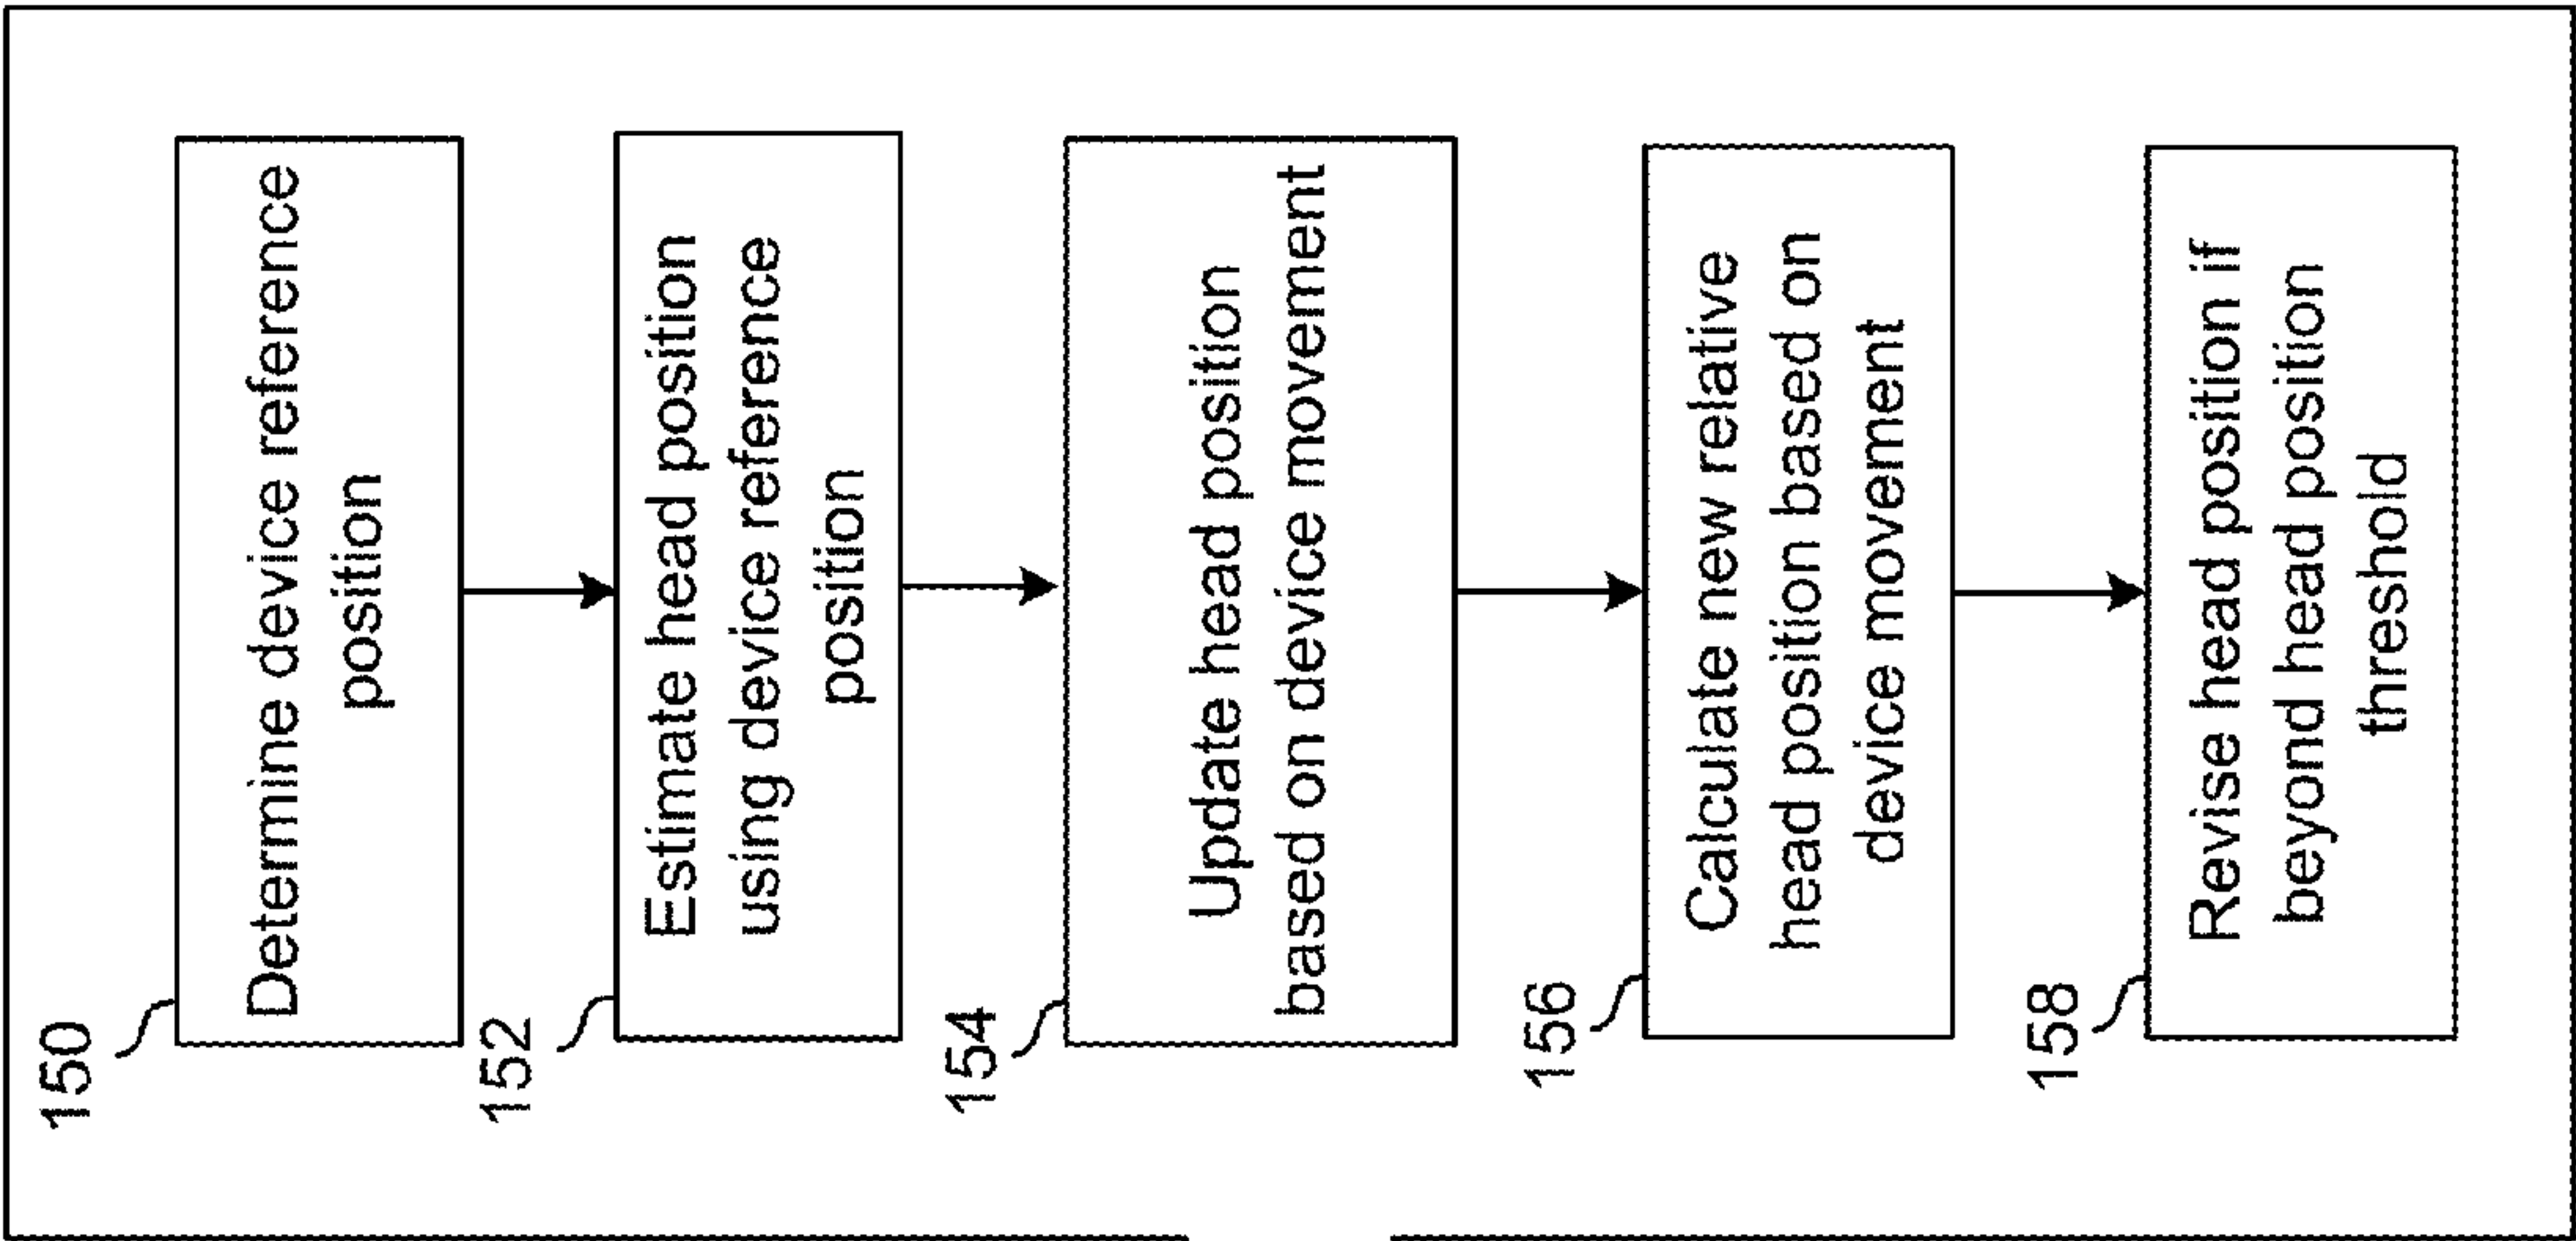 150
Determine device reference
position
152
Estimate head position
using device reference
position
154
Update head position
based on device movement
156
Calculate new relative
head position based on
device movement
158
Revise head position if
beyond head position
threshold